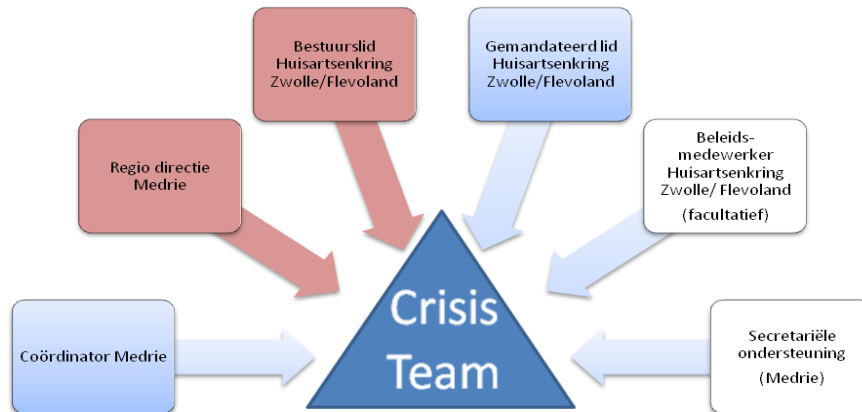 Bestuurslid
Huisartsenkring
Zwolle/Flevoland
Gemandateerd lid
Huisartsenkring
Zwolle/Flevoland
Regio directie
Medrie
Beleids-
medewerker
Huisartsenkring
Zwolle/ Flevoland
(facultatief)
Coördinator Medrie
Crisis
Team
Secretariële
ondersteuning
(Medrie)